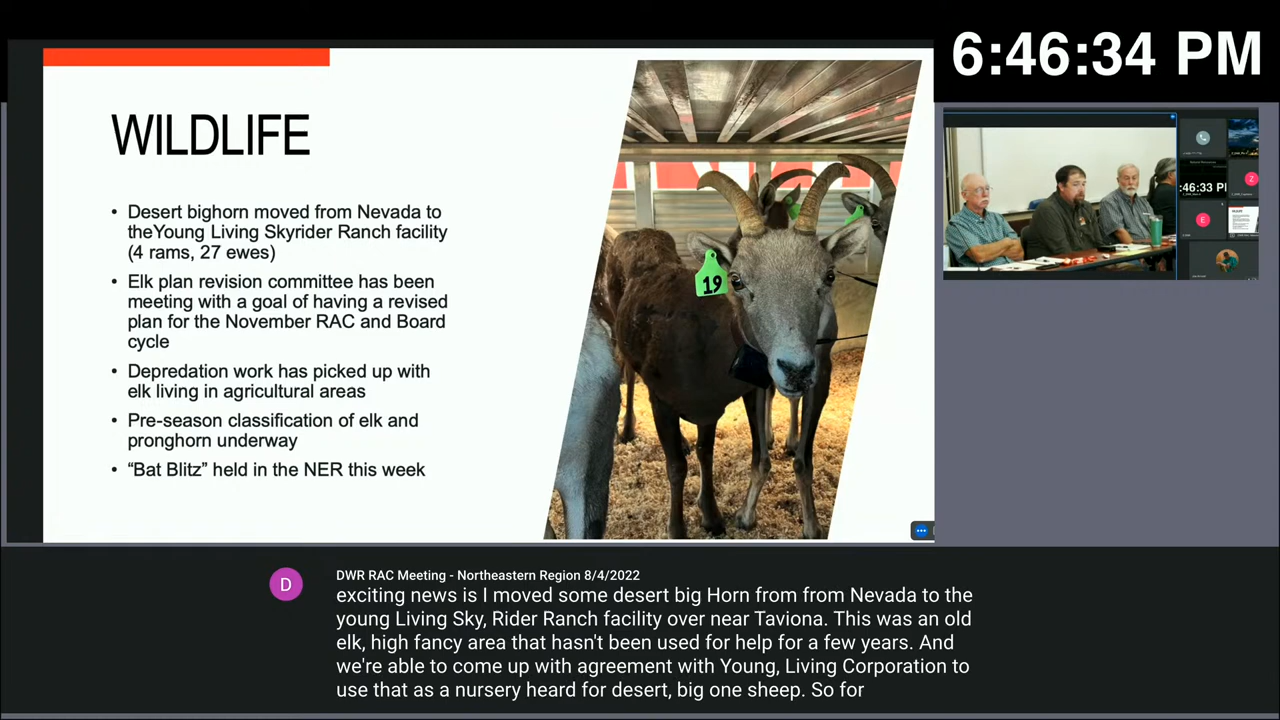 6:46:34 PM
WILDLIFE
• Desert bighorn moved from Nevada to
theYoung Living Skyrider Ranch facility
(4 rams, 27 ewes)
• Elk plan revision committee has been
meeting with a goal of having a revised
plan for the November RAC and Board
cycle
• Depredation work has picked up with
elk living in agricultural areas
• Pre-season classification of elk and
pronghorn underway
• “Bat Blitz” held in the NER this week
19
:46:33 PM
Z
E
D
DWR RAC Meeting - Northeastern Region 8/4/2022
exciting news is I moved some desert big Horn from from Nevada to the
young Living Sky, Rider Ranch facility over near Taviona. This was an old
elk, high fancy area that hasn't been used for help for a few years. And
we're able to come up with agreement with Young, Living Corporation to
use that as a nursery heard for desert, big one sheep. So for